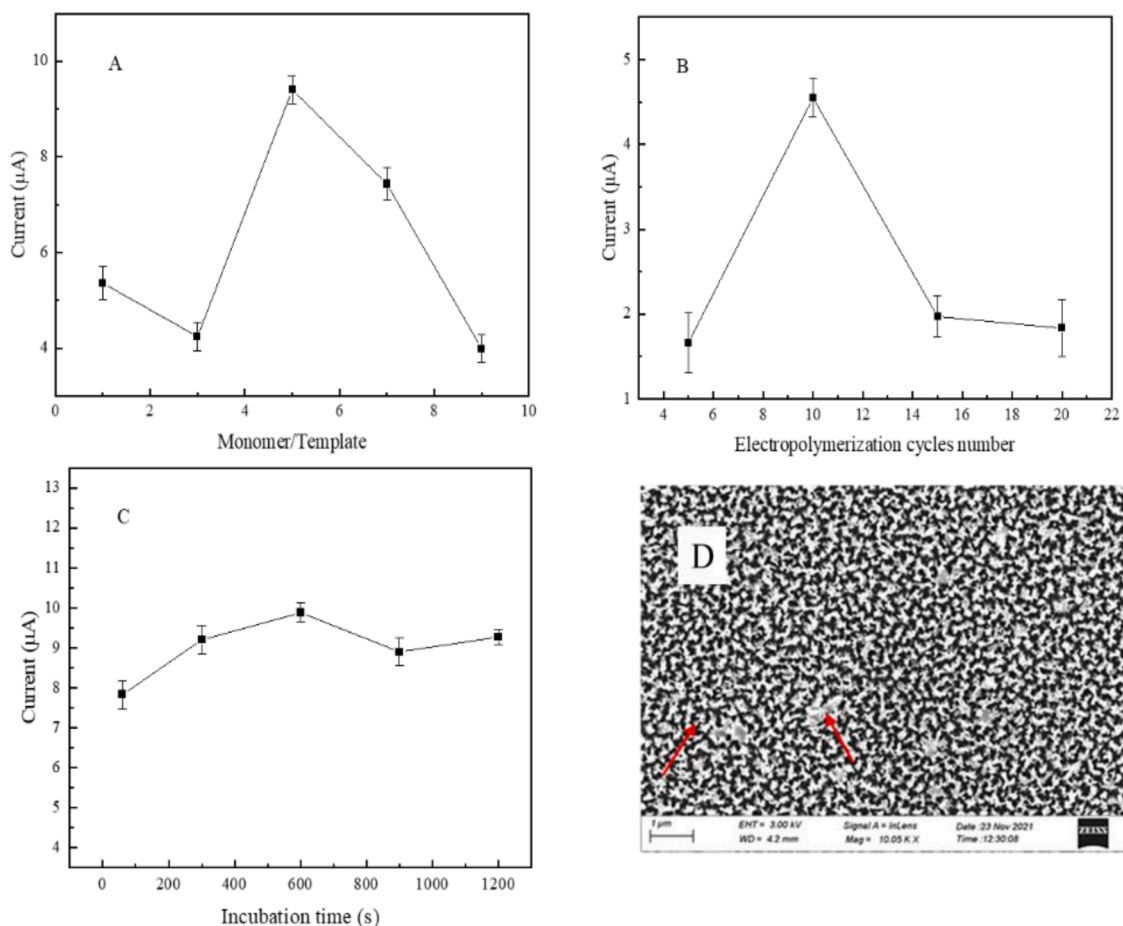 A
10
8
6
4
0 2 4 6 8 10
Current (μA)
Monomer/Template
B
5
4
3
2
1
4 6 8 10 12 14 16 18 20 22
Current (μA)
Electropolymerization cycles number
C
13
12
11
10
9
8
7
6
5
4
0 200 400 600 800 1000 1200
Current (μA)
Incubation time (s)
D
1 µm
EHT = 3.00 kV Signal A = InLens Date :23 Nov 2021
WD = 4.2 mm Mag = 10.05 K X Time :12:30:08
ZEISS